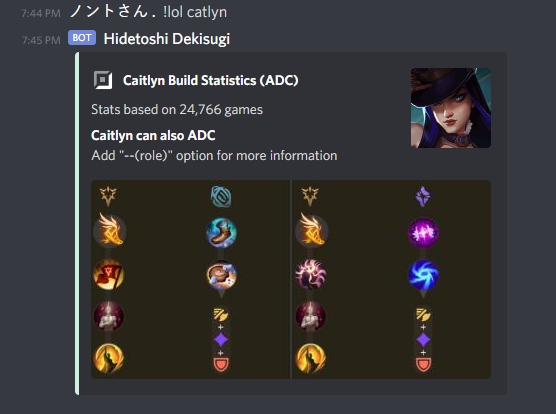 7:44 PM ノントさん . !lol catlyn
7:45 PM BOT Hidetoshi Dekisugi
Caitlyn Build Statistics (ADC)
Stats based on 24,766 games
Caitlyn can also ADC
Add "--(role)" option for more information
+ +
+ +